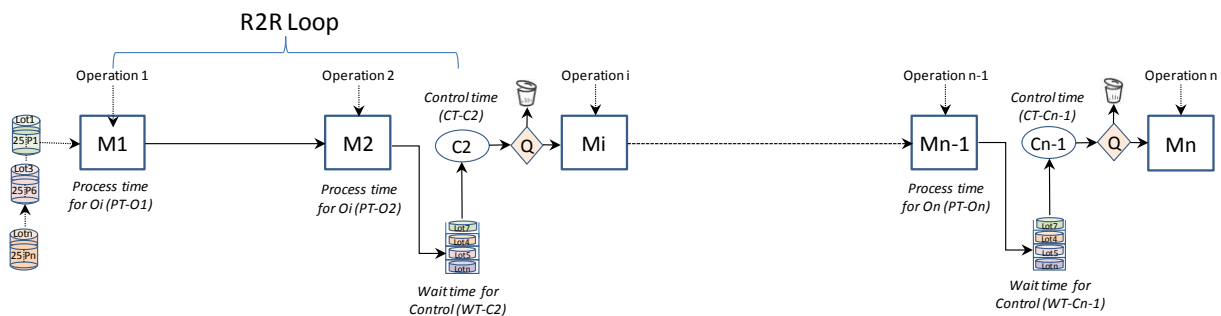 R2R Loop
Operation 1
Operation 2
Operation i
Operation n-1
Operation n
Control time
(CT-C2)
Control time
(CT-Cn-1)
Lot1
25 P1
Lot3
25 P6
Lotn
25 Pn
M1
M2
C2
Q
Mi
Mn-1
Cn-1
Q
Mn
Process time
for Oi (PT-O1)
Process time
for Oi (PT-O2)
Process time
for On (PT-On)
Lot7
Lot4
Lot5
Lotn
Lot7
Lot4
Lot5
Lotn
Wait time for
Control (WT-C2)
Wait time for
Control (WT-Cn-1)